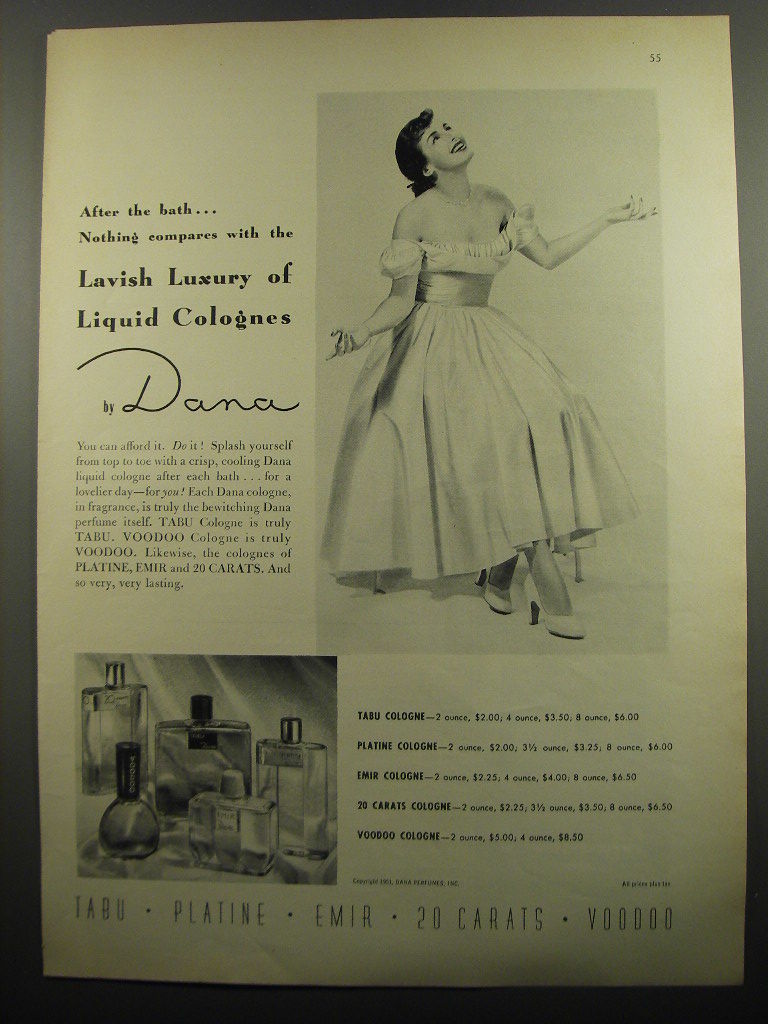 55
After the bath...
Nothing compares with the
Lavish Luxury of
Liquid Colognes
by Dana
You can afford it. Do it! Splash yourself
from top to toe with a crisp, cooling Dana
liquid cologne after each bath . . . for a
lovelier day—for you! Each Dana cologne,
in fragrance, is truly the bewitching Dana
perfume itself. TABU Cologne is truly
TABU. VOODOO Cologne is truly
VOODOO. Likewise, the colognes of
PLATINE, EMIR and 20 CARATS. And
so very, very lasting.
VOODOO
TABU
EMIR
TABU COLOGNE—2 ounce, $2.00; 4 ounce, $3.50; 8 ounce, $6.00
PLATINE COLOGNE—2 ounce, $2.00; 3½ ounce, $3.25; 8 ounce, $6.00
EMIR COLOGNE—2 ounce, $2.25; 4 ounce, $4.00; 8 ounce, $6.50
20 CARATS COLOGNE—2 ounce, $2.25; 3½ ounce, $3.50; 8 ounce, $6.50
VOODOO COLOGNE—2 ounce, $5.00; 4 ounce, $8.50
Copyright 1951, DANA PERFUMES, INC.
All prices plus tax
TABU • PLATINE • EMIR • 20 CARATS • VOODOO